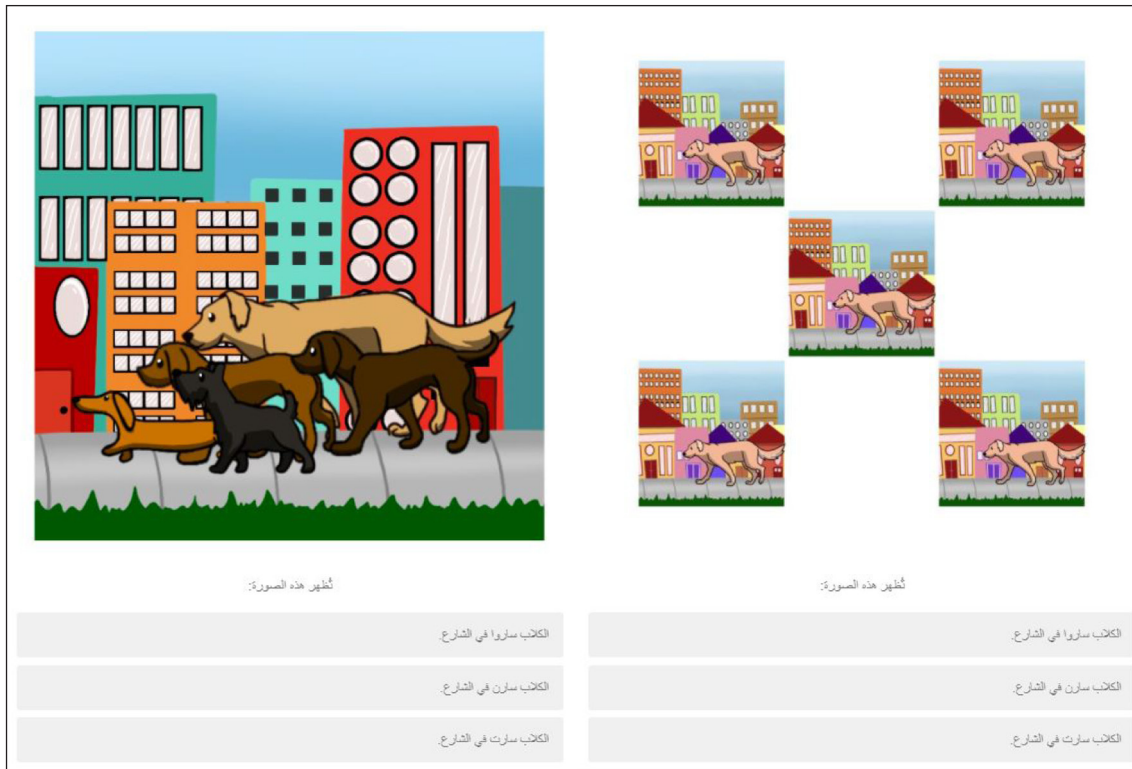 تُظهر هذه الصورة:
الكلاب ساروا في الشارع.
الكلاب سارن في الشارع.
الكلاب سارت في الشارع.
تُظهر هذه الصورة:
الكلاب ساروا في الشارع.
الكلاب سارن في الشارع.
الكلاب سارت في الشارع.